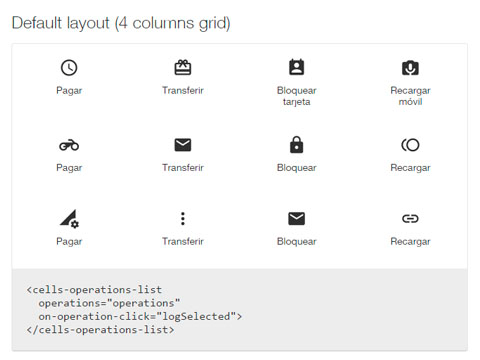 Default layout (4 columns grid)
Pagar Transferir Bloquear Recargar
tarjeta móvil
Pagar Transferir Bloquear Recargar
Pagar Transferir Bloquear Recargar
<cells-operations-list
operations="operations"
on-operation-click="logSelected">
</cells-operations-list>